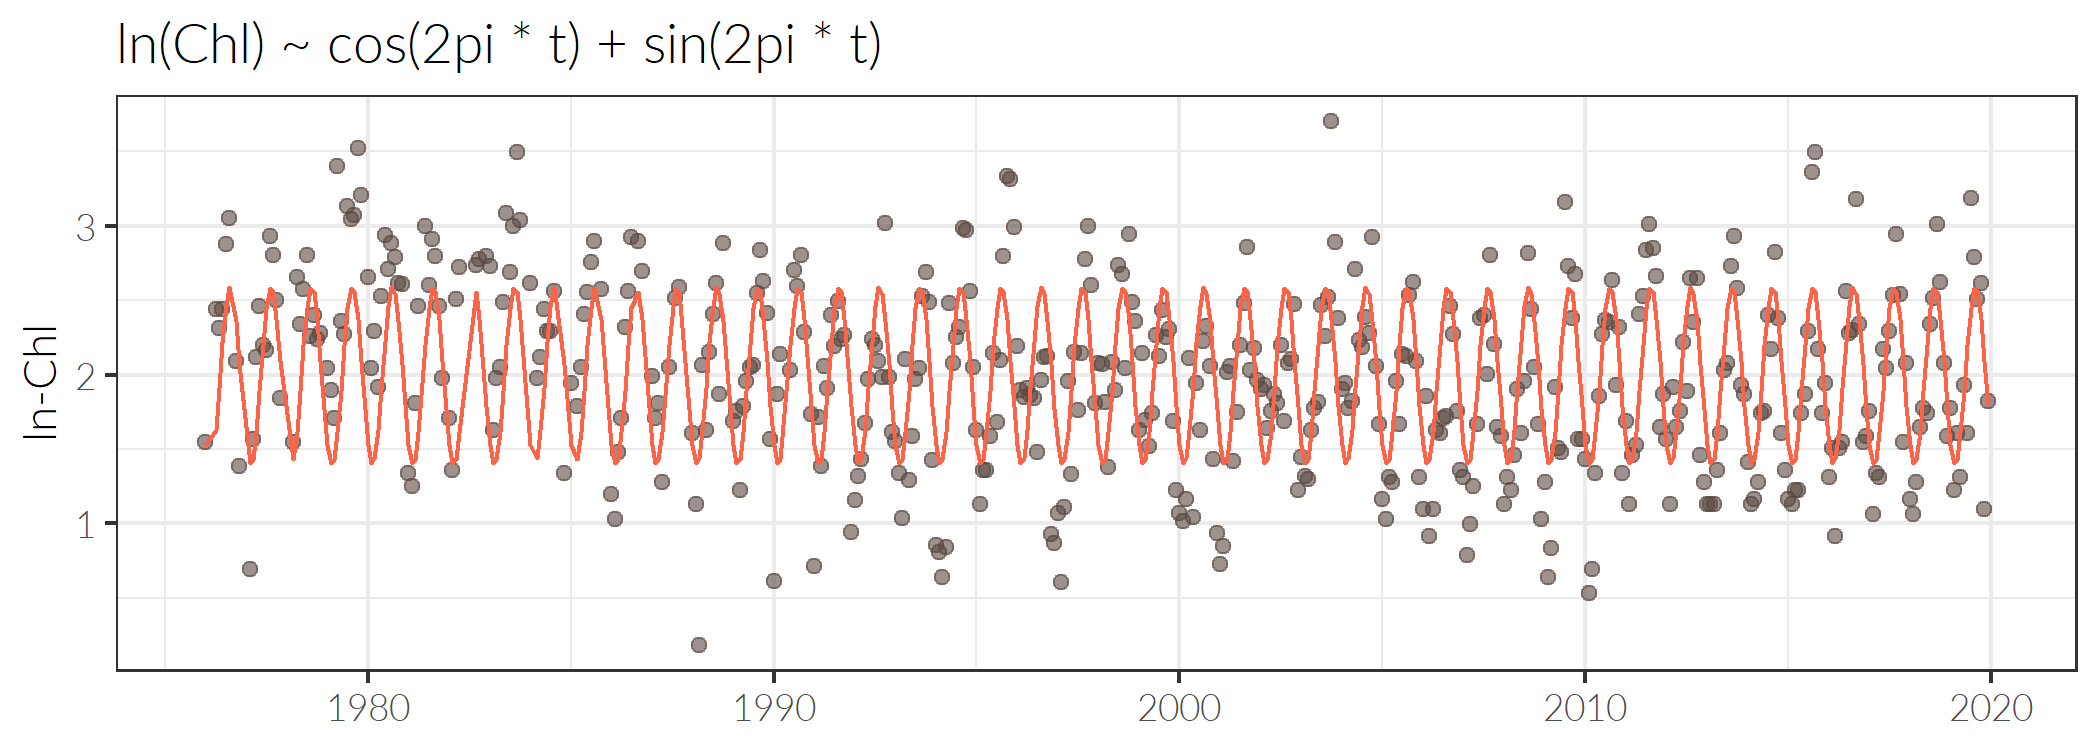 ln(Chl) ~ cos(2pi * t) + sin(2pi * t)
ln-Chl
3
2
1
1980 1990 2000 2010 2020